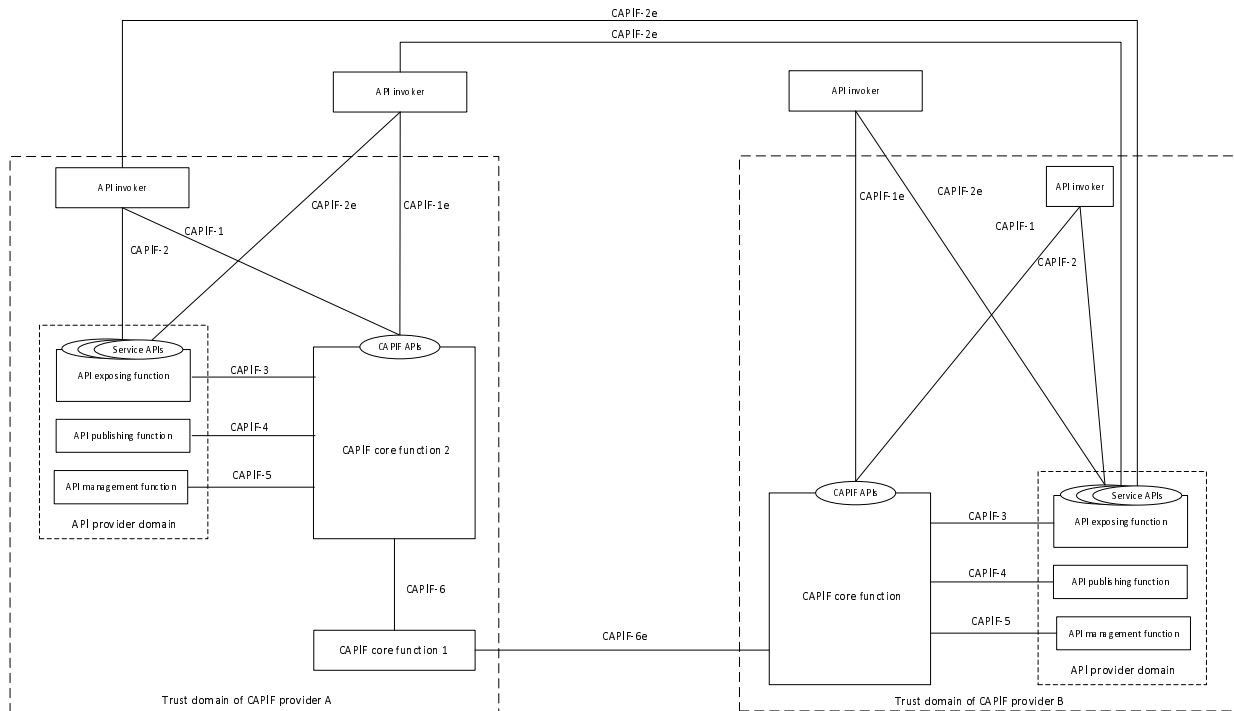 CAPIF-2e
CAPIF-2e
API invoker
API invoker
API invoker
API invoker
CAPIF-2e
CAPIF-1e
CAPIF-1
CAPIF-2
CAPIF-1e
CAPIF-2e
API invoker
CAPIF-1
CAPIF-2
Service APIs
API exposing function
API publishing function
API management function
API provider domain
CAPIF-3
CAPIF-4
CAPIF-5
CAPIF APIs
CAPIF core function 2
CAPIF-6
CAPIF core function 1
CAPIF-6e
Trust domain of CAPIF provider A
CAPIF APIs
CAPIF core function
CAPIF-3
CAPIF-4
CAPIF-5
Service APIs
API exposing function
API publishing function
API management function
API provider domain
Trust domain of CAPIF provider B